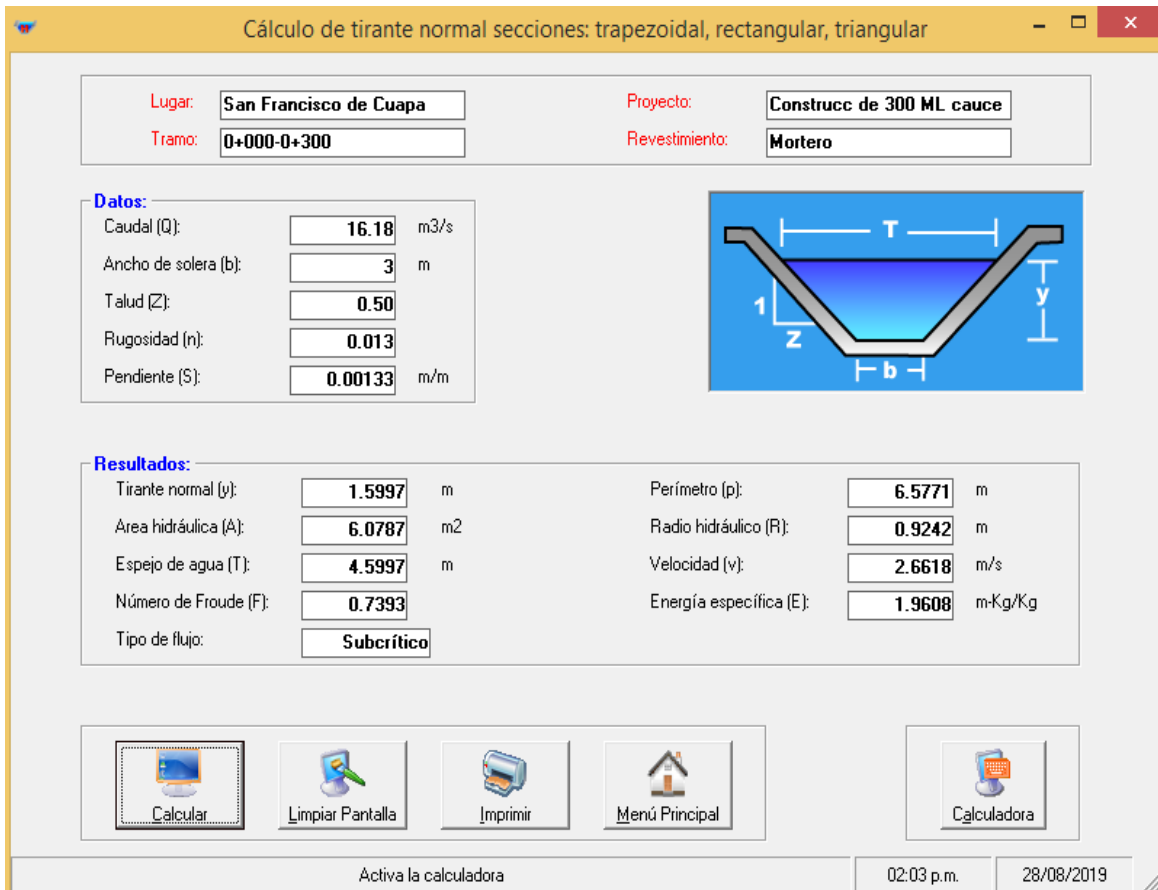 Cálculo de tirante normal secciones: trapezoidal, rectangular, triangular
Lugar: San Francisco de Cuapa Proyecto: Construcc de 300 ML cauce
Tramo: 0+000-0+300 Revestimiento: Mortero
Datos:
Caudal (Q): 16.18 m3/s
Ancho de solera (b): 3 m
Talud (Z): 0.50
Rugosidad (n): 0.013
Pendiente (S): 0.00133 m/m
T
y
1
Z
b
Resultados:
Tirante normal (y): 1.5997 m Perímetro (p): 6.5771 m
Area hidráulica (A): 6.0787 m2 Radio hidráulico (R): 0.9242 m
Espejo de agua (T): 4.5997 m Velocidad (v): 2.6618 m/s
Número de Froude (F): 0.7393 Energía específica (E): 1.9608 m-Kg/Kg
Tipo de flujo: Subcrítico
Calcular Limpiar Pantalla Imprimir Menú Principal Calculadora
Activa la calculadora 02:03 p.m. 28/08/2019